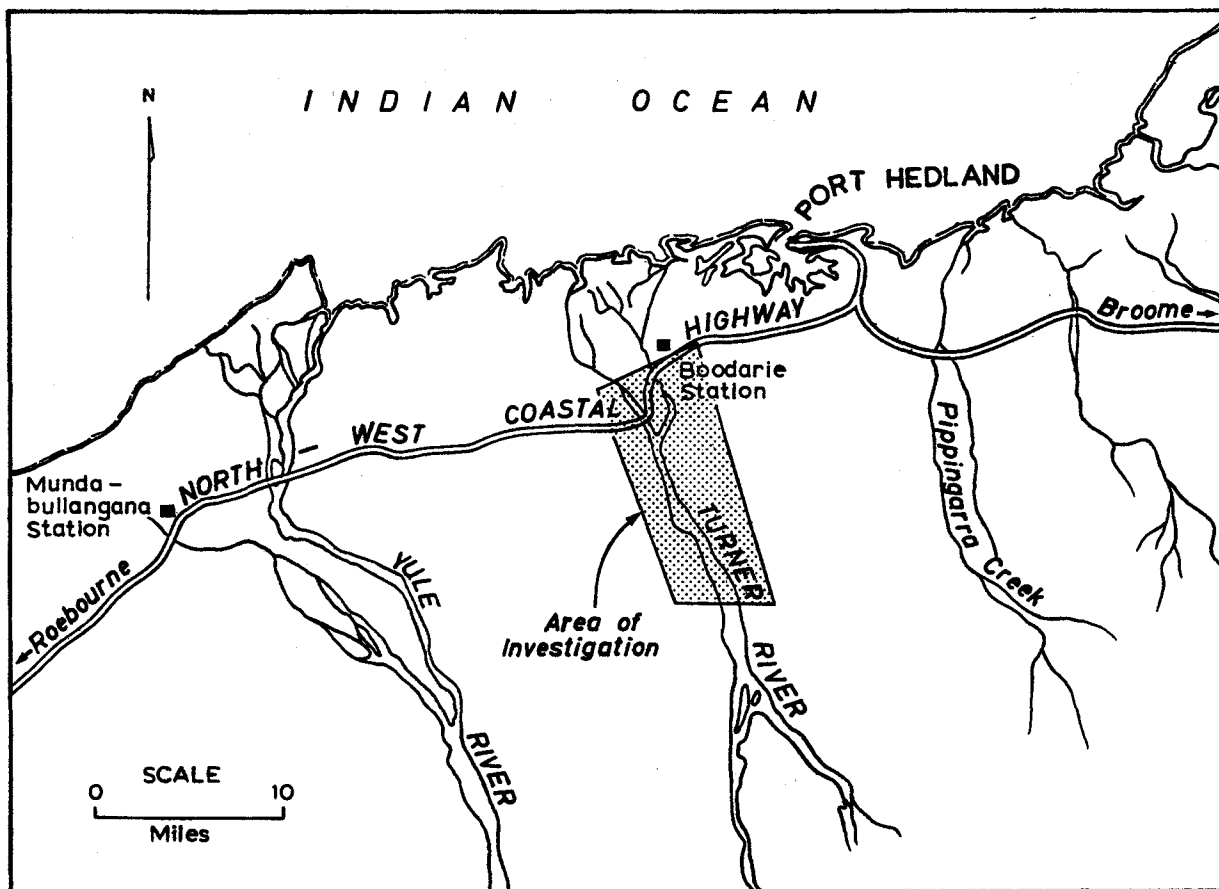 N
INDIAN OCEAN
PORT HEDLAND
Broome
HIGHWAY
Boodarie
Station
COASTAL
WEST
NORTH
Munda-
bullangana
Station
Roebourne
YULE
RIVER
TURNER
RIVER
Pippingarra
Creek
Area of
Investigation
SCALE
0 10
Miles